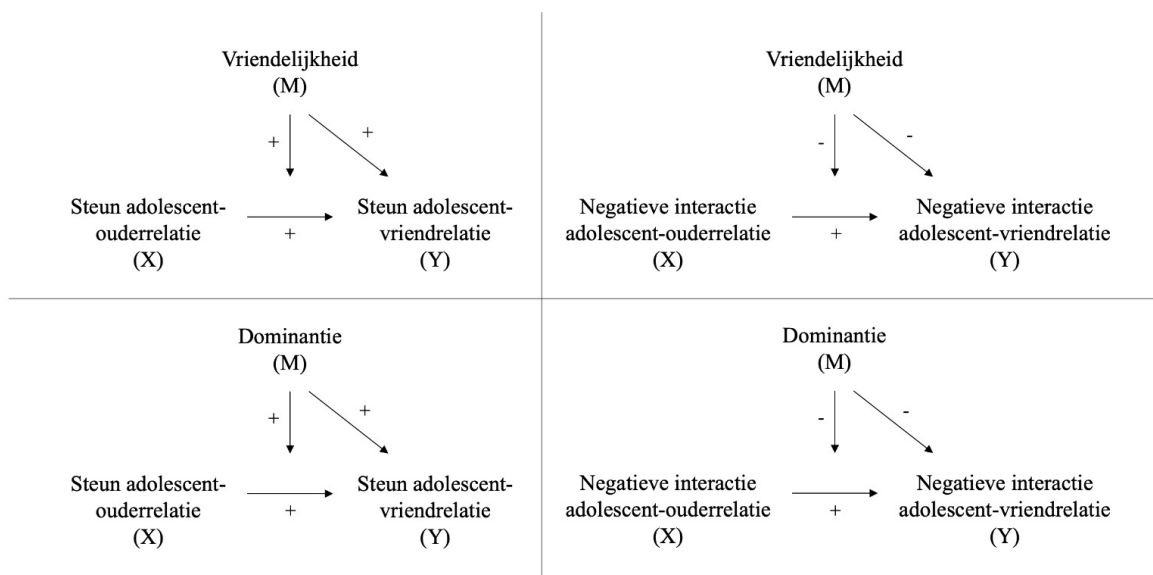 Vriendelijkheid
(M)
+
+
Steun adolescent-
ouderrelatie
(X)
+
Steun adolescent-
vriendrelatie
(Y)
Vriendelijkheid
(M)
-
-
Negatieve interactie
adolescent-ouderrelatie
(X)
+
Negatieve interactie
adolescent-vriendrelatie
(Y)
Dominantie
(M)
+
+
Steun adolescent-
ouderrelatie
(X)
+
Steun adolescent-
vriendrelatie
(Y)
Dominantie
(M)
-
-
Negatieve interactie
adolescent-ouderrelatie
(X)
+
Negatieve interactie
adolescent-vriendrelatie
(Y)